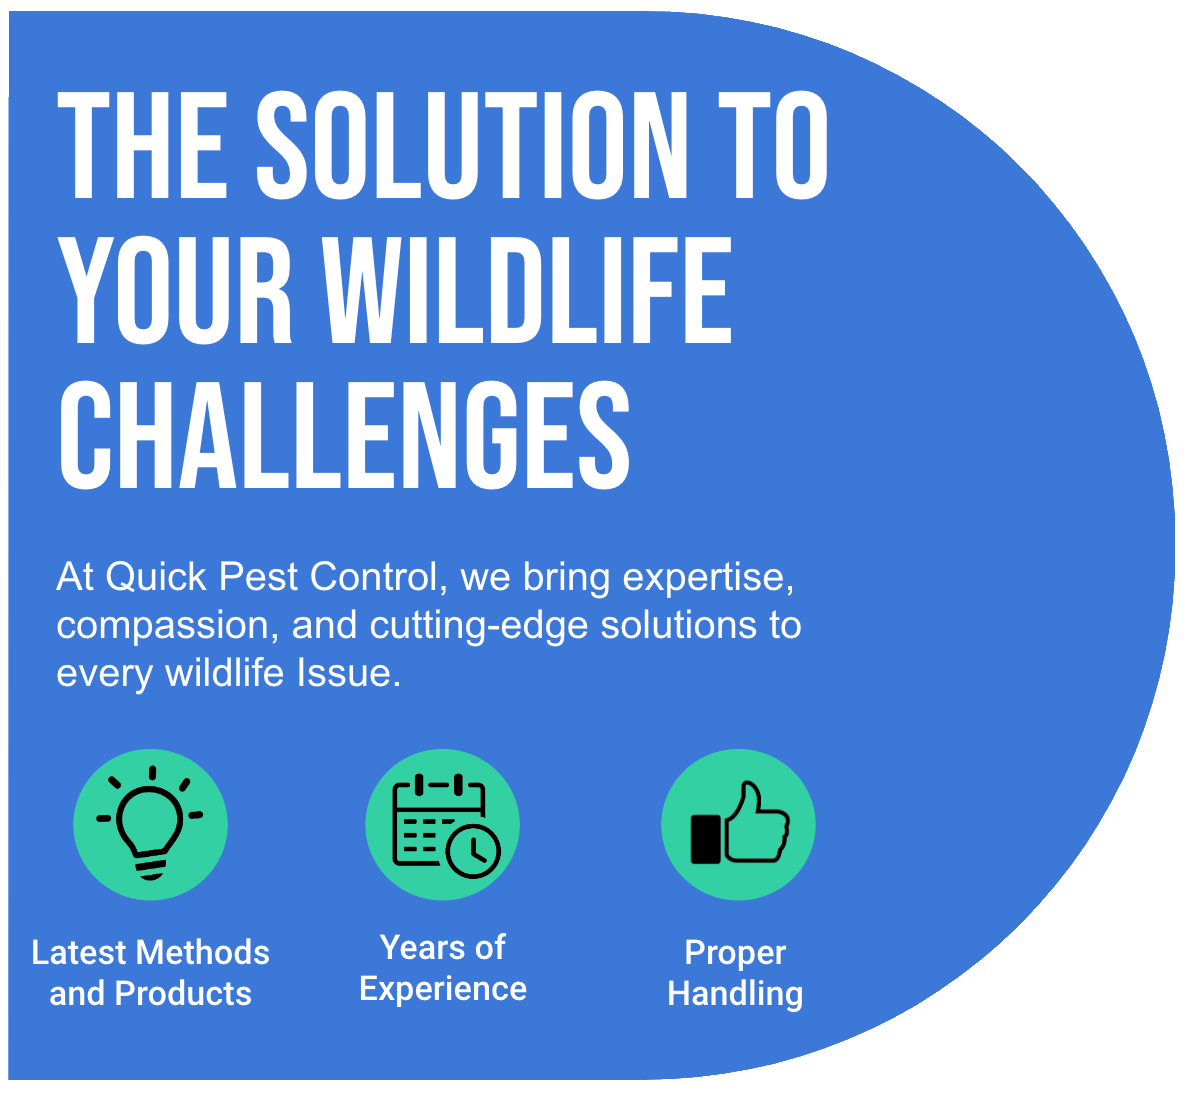 THE SOLUTION TO
YOUR WILDLIFE
CHALLENGES
At Quick Pest Control, we bring expertise,
compassion, and cutting-edge solutions to
every wildlife Issue.
Latest Methods
and Products
Years of
Experience
Proper
Handling